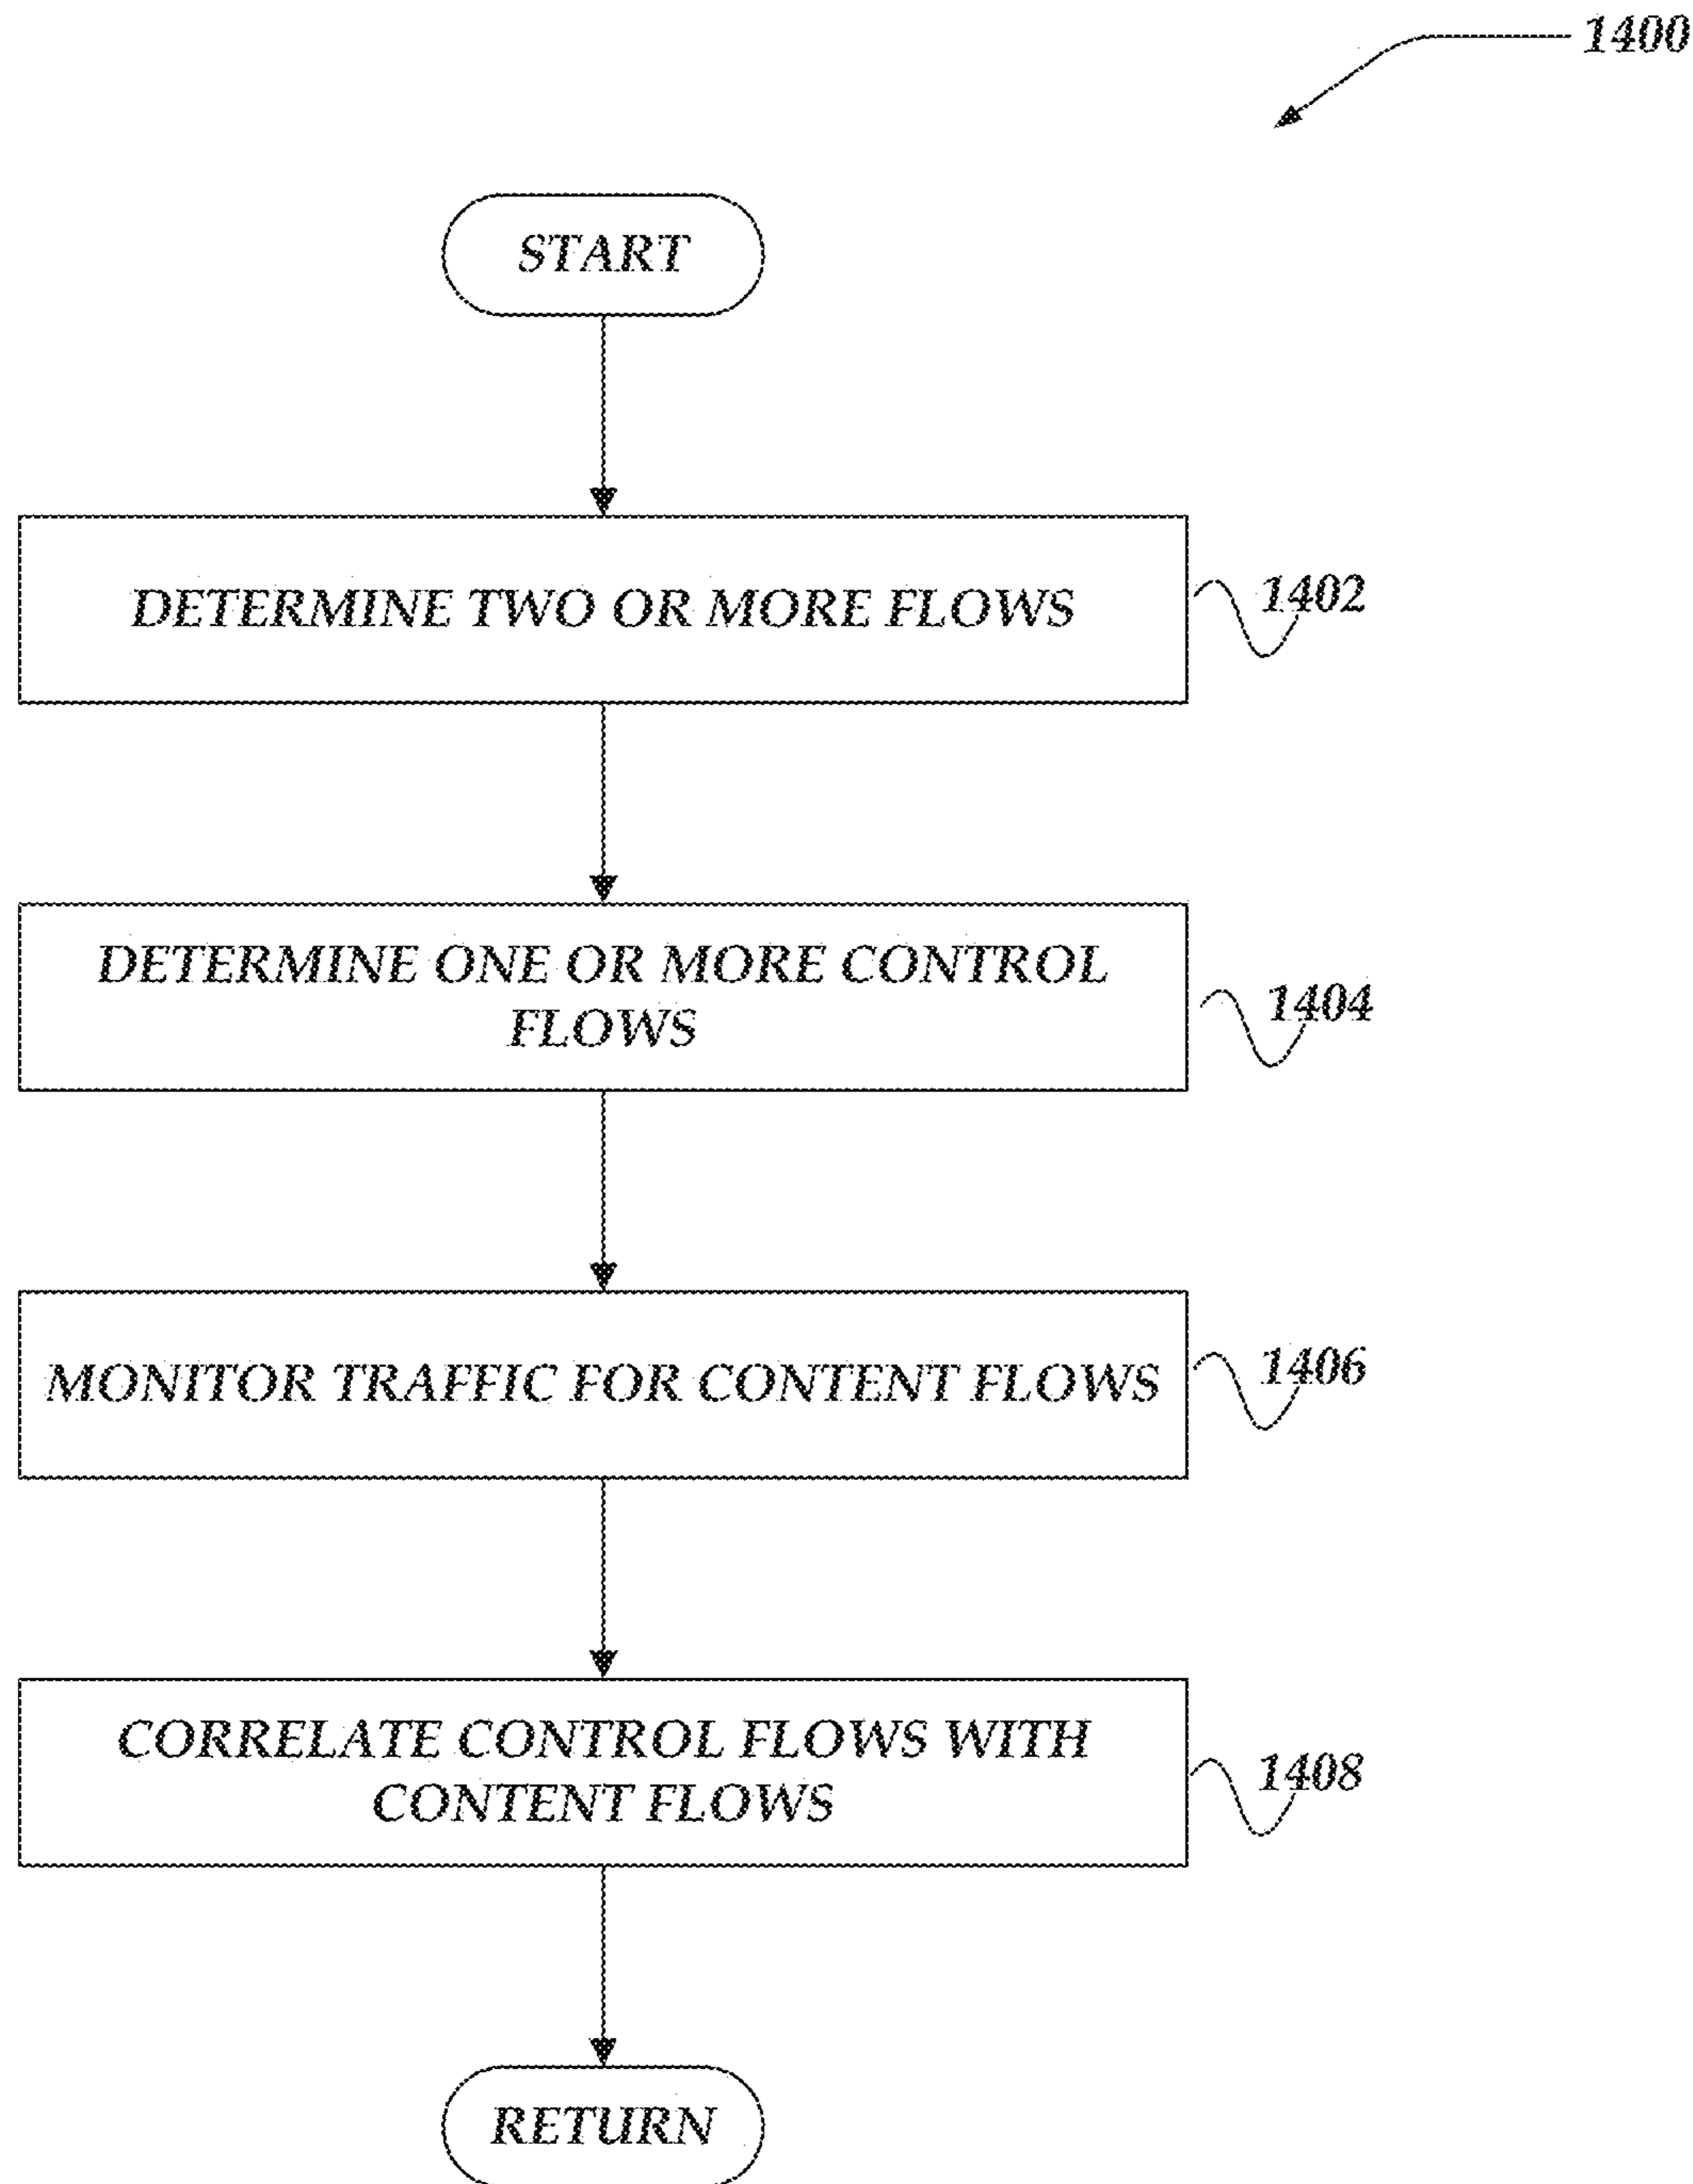 1400
START
DETERMINE TWO OR MORE FLOWS
1402
DETERMINE ONE OR MORE CONTROL
FLOWS
1404
MONITOR TRAFFIC FOR CONTENT FLOWS
1406
CORRELATE CONTROL FLOWS WITH
CONTENT FLOWS
1408
RETURN